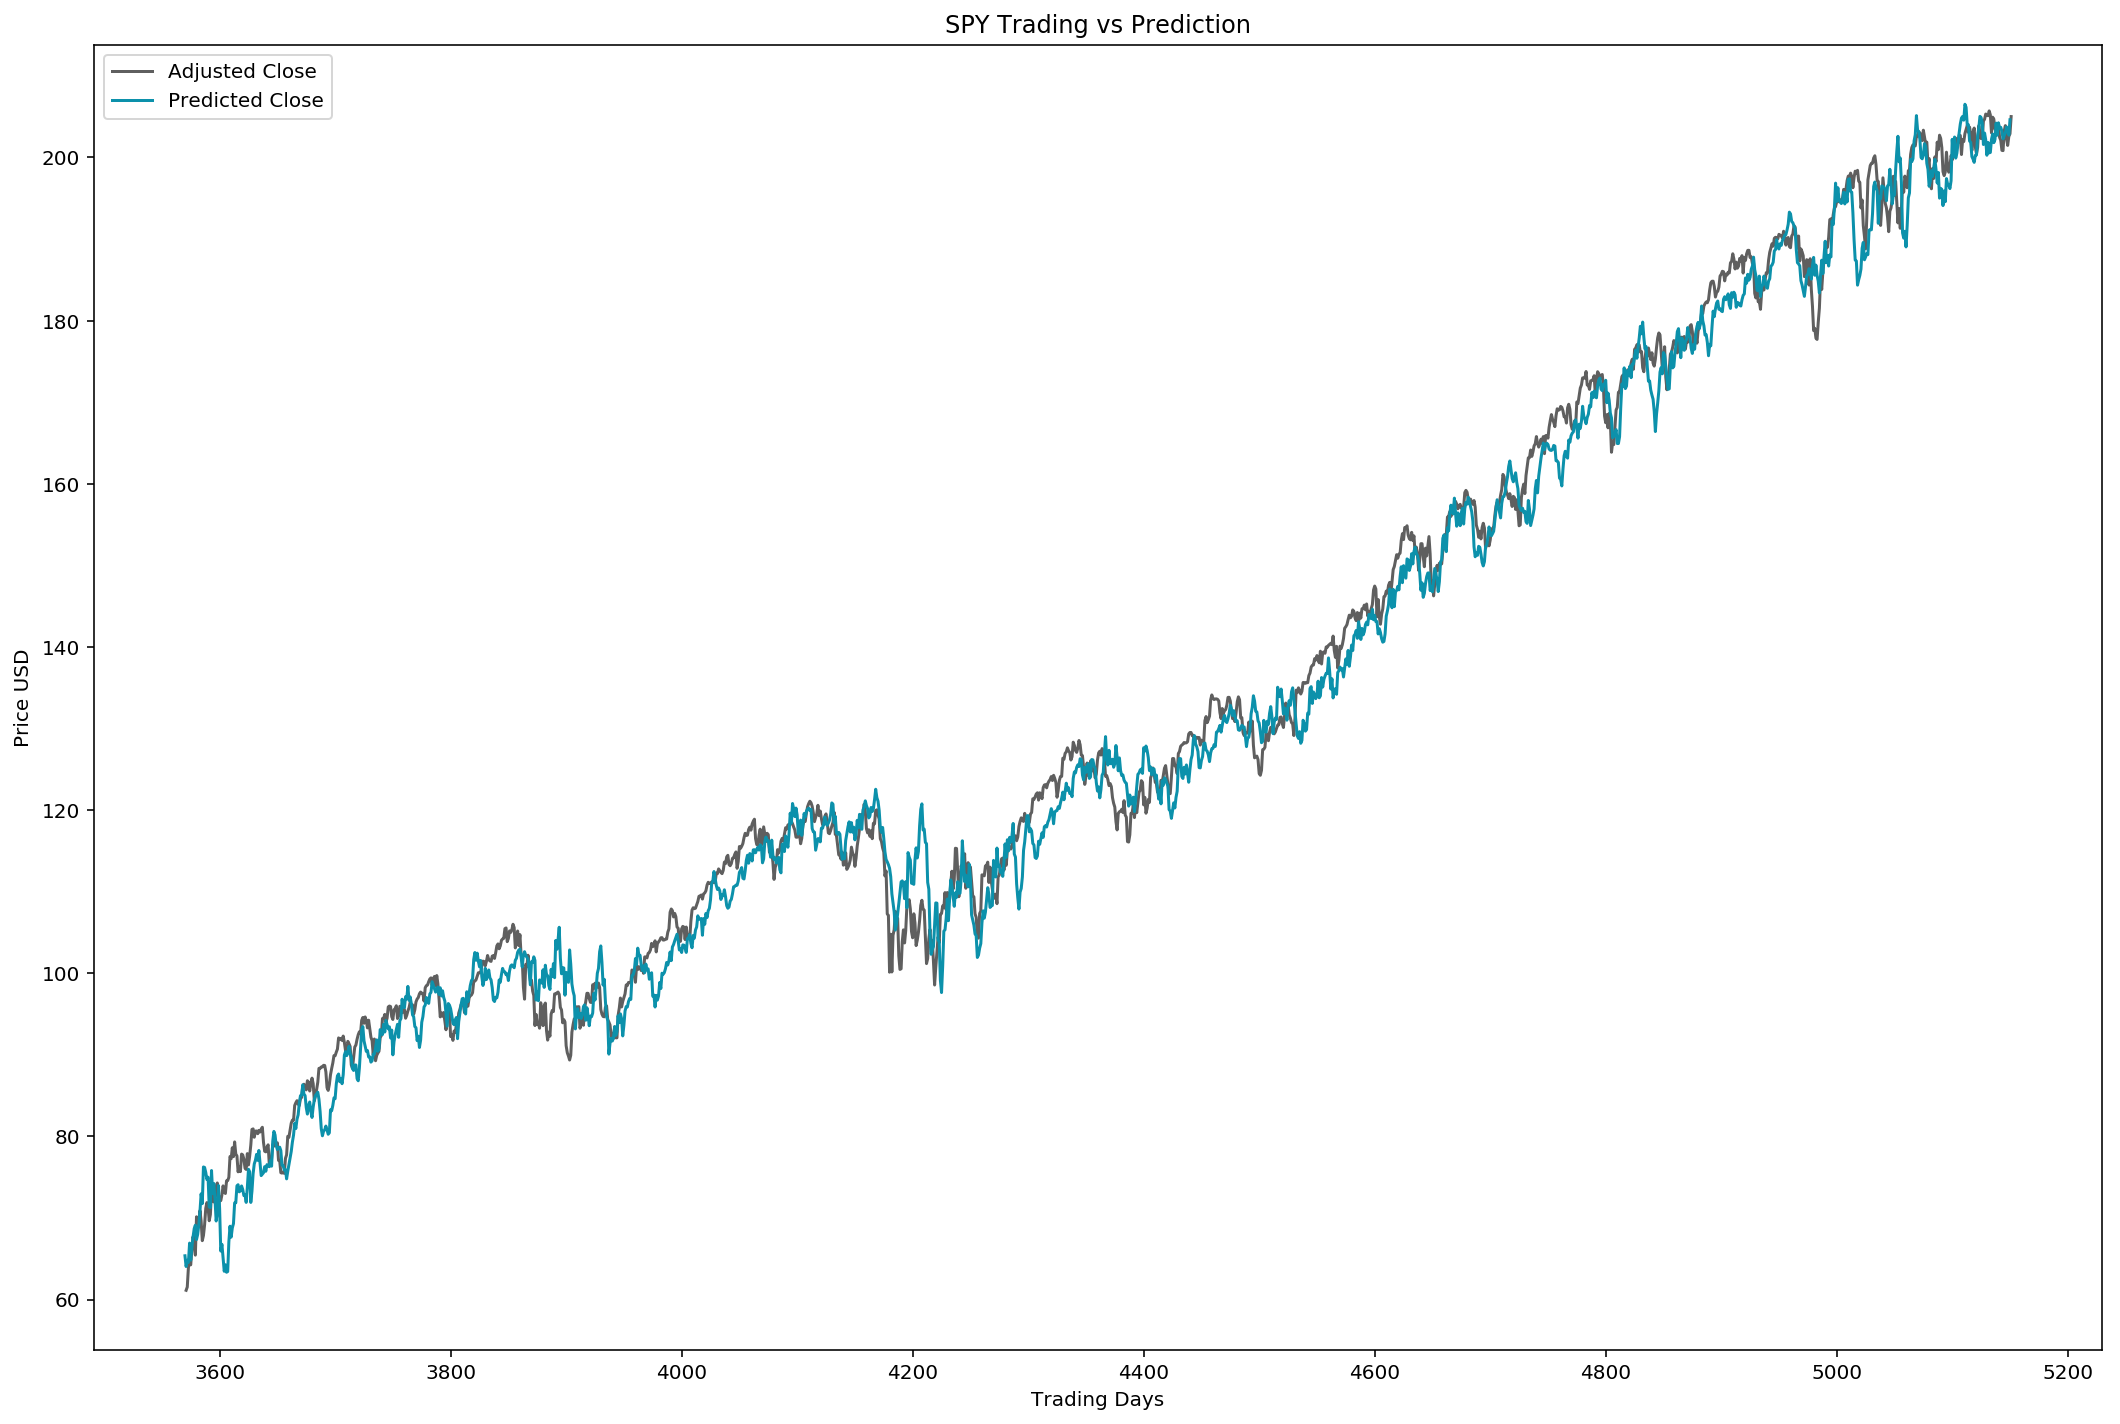 SPY Trading vs Prediction
Adjusted Close
Predicted Close
Price USD
200
180
160
140
120
100
80
60
3600 3800 4000 4200 4400 4600 4800 5000 5200
Trading Days